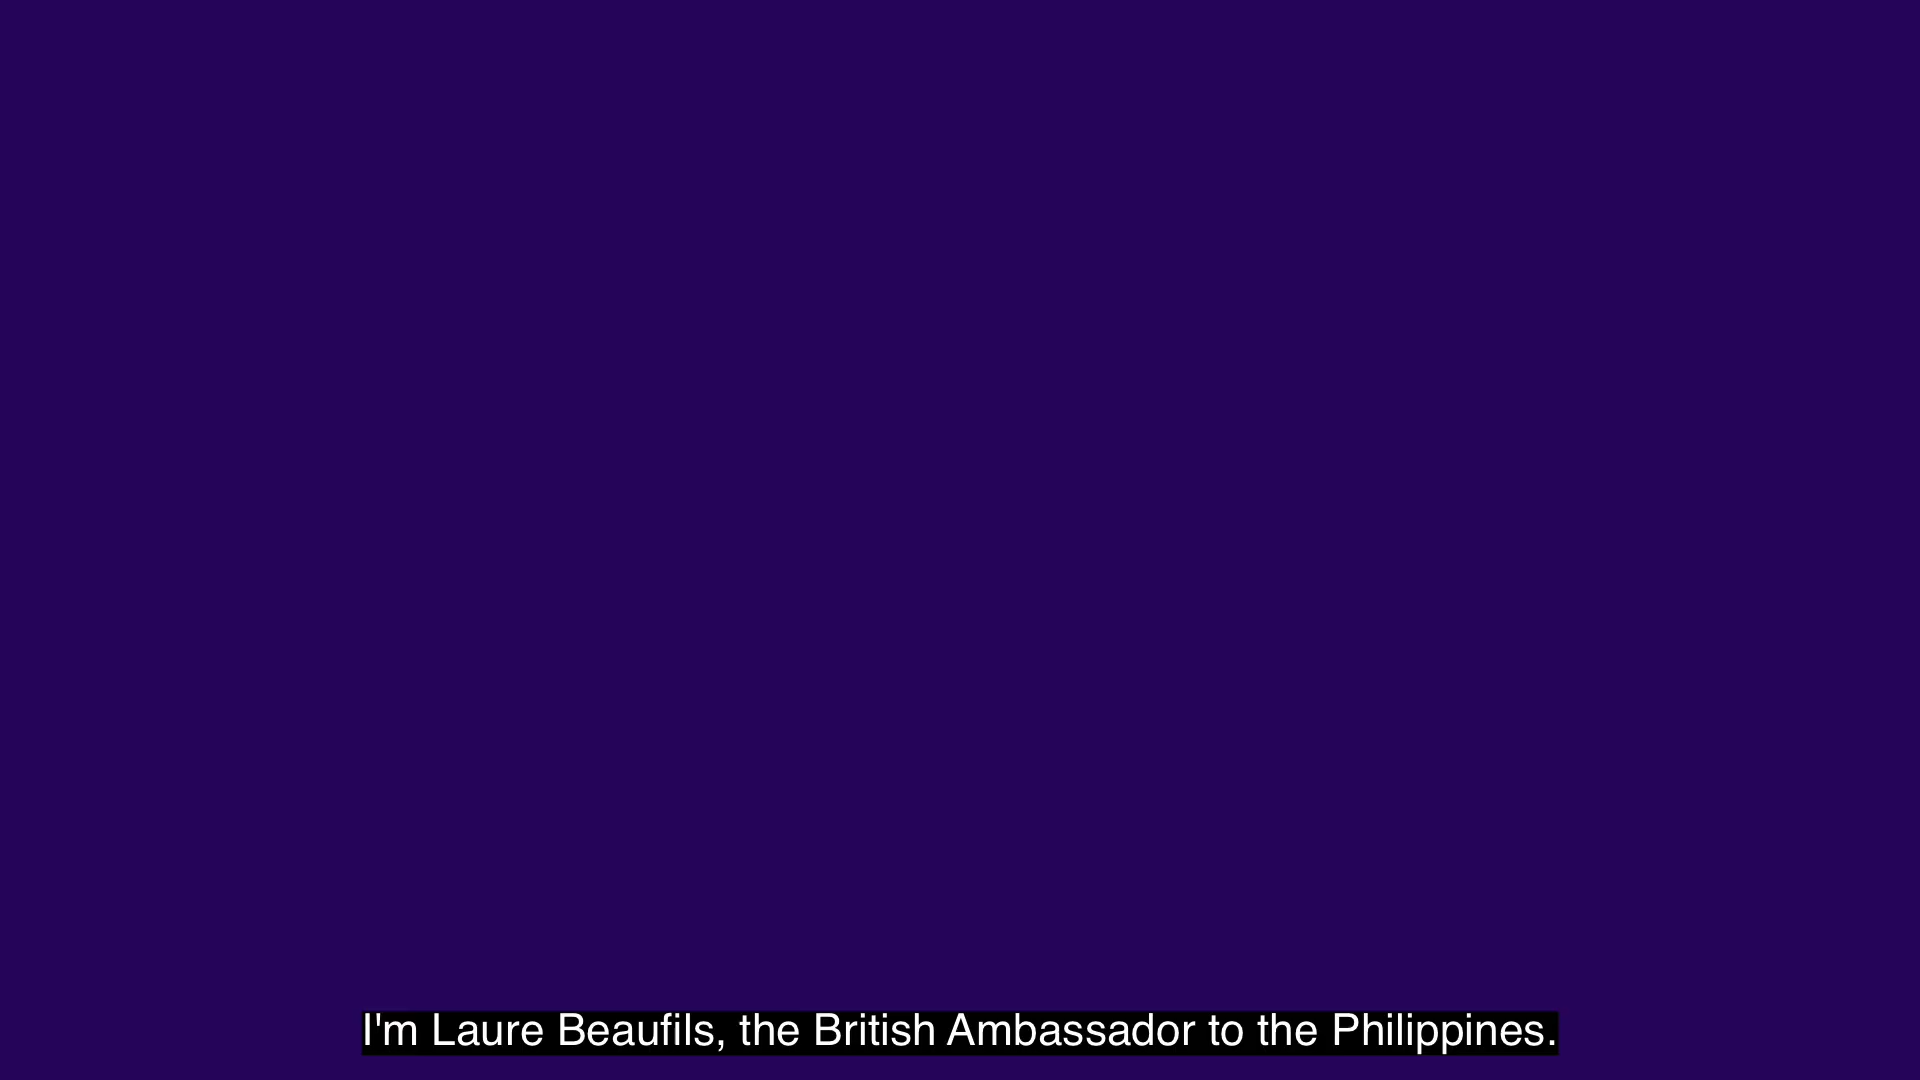 I'm Laure Beaufils, the British Ambassador to the Philippines.